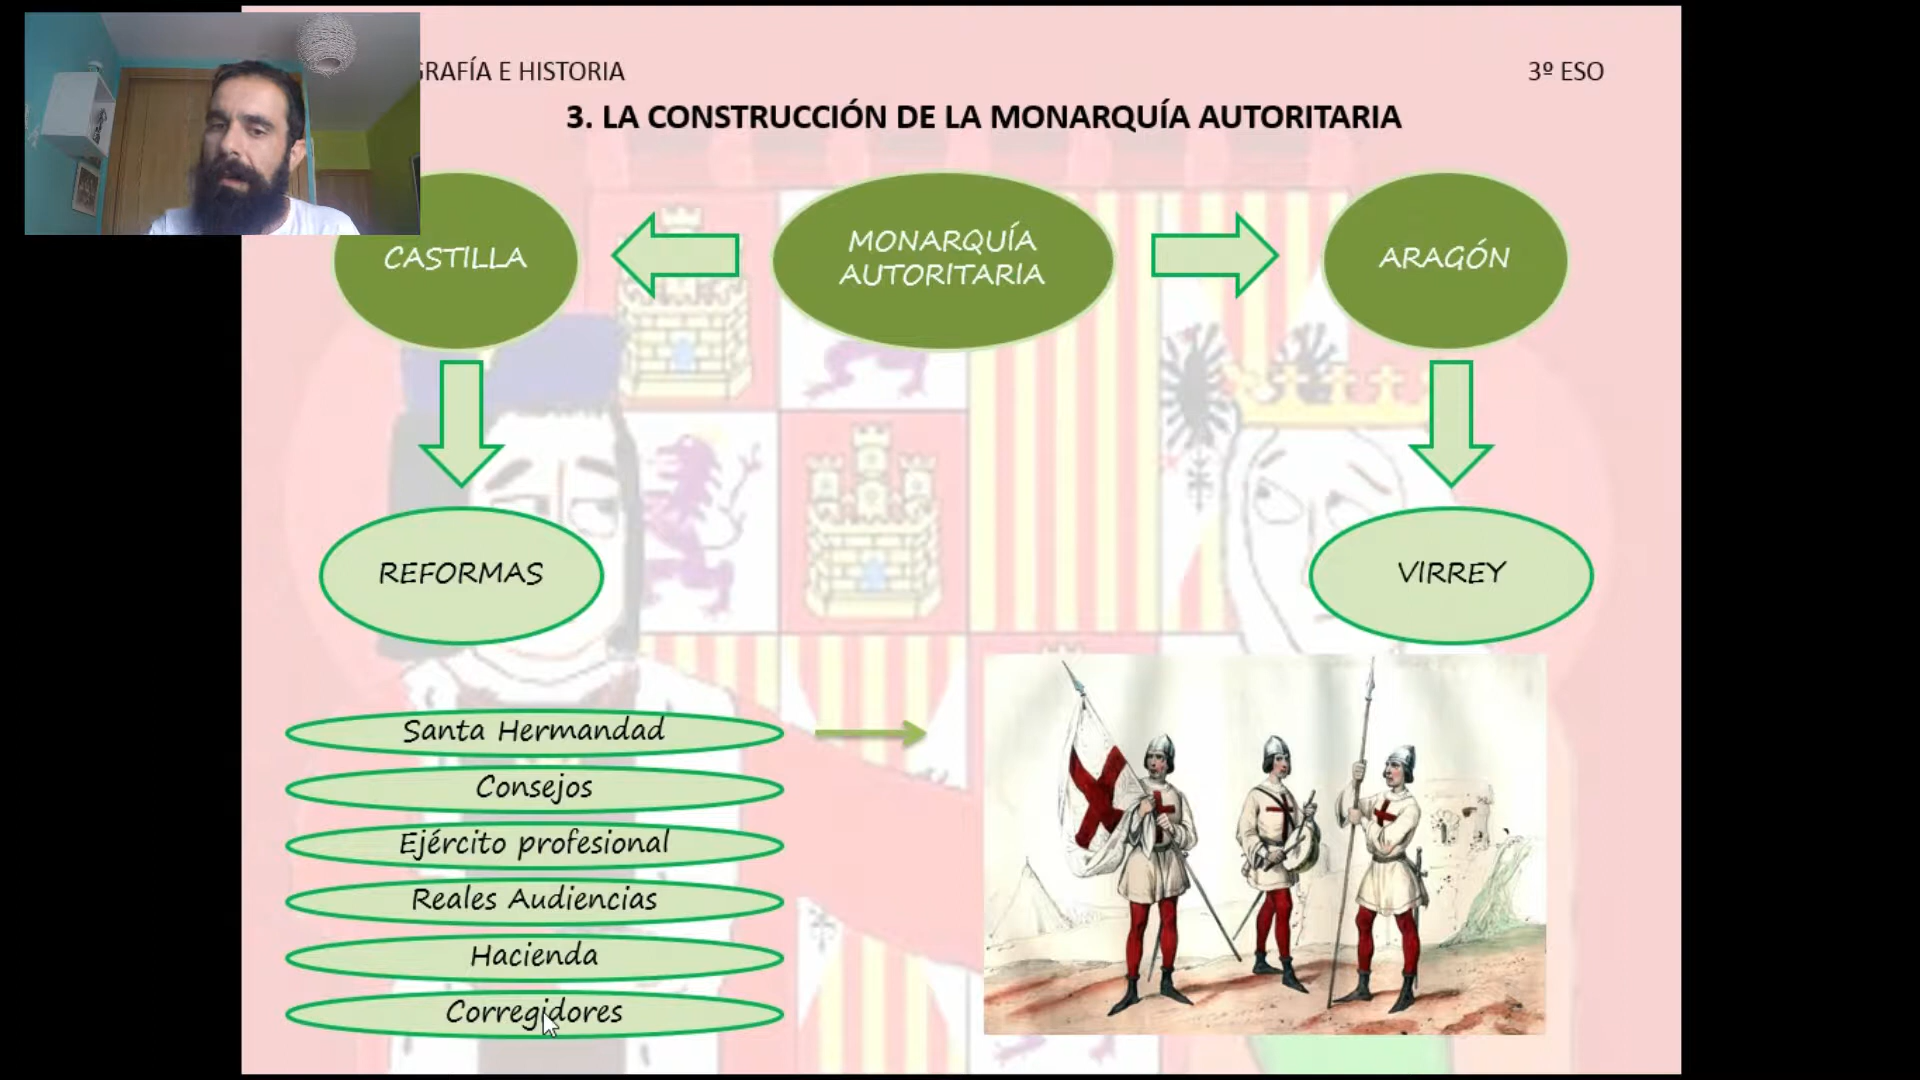 GRAFÍA E HISTORIA
3º ESO
3. LA CONSTRUCCIÓN DE LA MONARQUÍA AUTORITARIA
CASTILLA
MONARQUÍA
AUTORITARIA
ARAGÓN
REFORMAS
VIRREY
Santa Hermandad
Consejos
Ejército profesional
Reales Audiencias
Hacienda
Corregidores